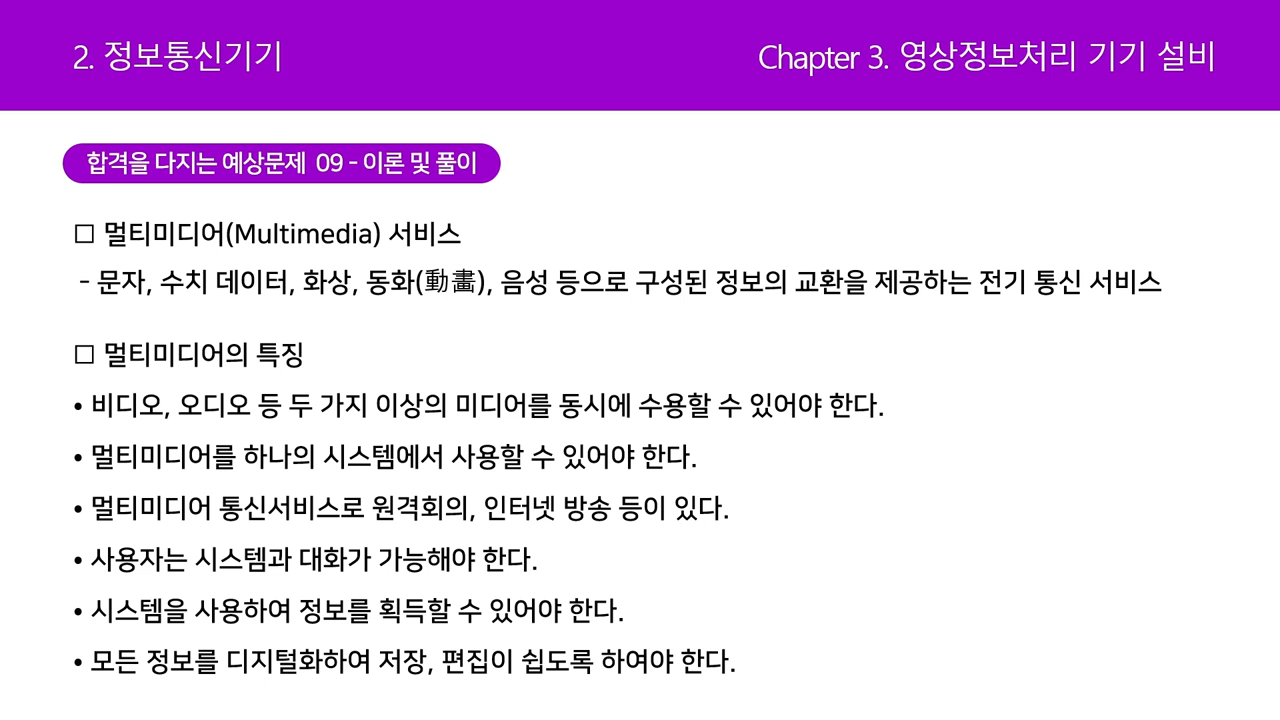 2. 정보통신기기
Chapter 3. 영상정보처리 기기 설비
합격을 다지는 예상문제 09 - 이론 및 풀이
□ 멀티미디어(Multimedia) 서비스
- 문자, 수치 데이터, 화상, 동화(動畫), 음성 등으로 구성된 정보의 교환을 제공하는 전기 통신 서비스
□ 멀티미디어의 특징
• 비디오, 오디오 등 두 가지 이상의 미디어를 동시에 수용할 수 있어야 한다.
• 멀티미디어를 하나의 시스템에서 사용할 수 있어야 한다.
• 멀티미디어 통신서비스로 원격회의, 인터넷 방송 등이 있다.
• 사용자는 시스템과 대화가 가능해야 한다.
• 시스템을 사용하여 정보를 획득할 수 있어야 한다.
• 모든 정보를 디지털화하여 저장, 편집이 쉽도록 하여야 한다.